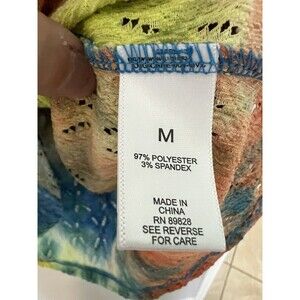 M
97% POLYESTER
3% SPANDEX
MADE IN
CHINA
RN 89828
SEE REVERSE
FOR CARE